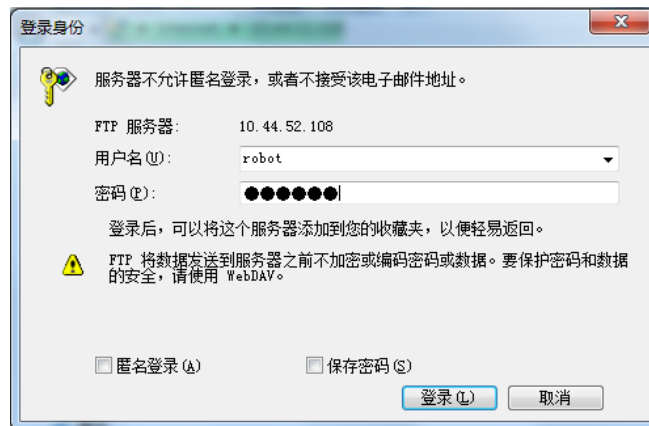 登录身份
服务器不允许匿名登录，或者不接受该电子邮件地址。
FTP 服务器: 10.44.52.108
用户名(U): robot
密码(P): ●●●●●●
登录后，可以将这个服务器添加到您的收藏夹，以便轻易返回。
FTP 将数据发送到服务器之前不加密或编码密码或数据。要保护密码和数据
的安全，请使用 WebDAV。
匿名登录(A) 保存密码(S)
登录(L) 取消